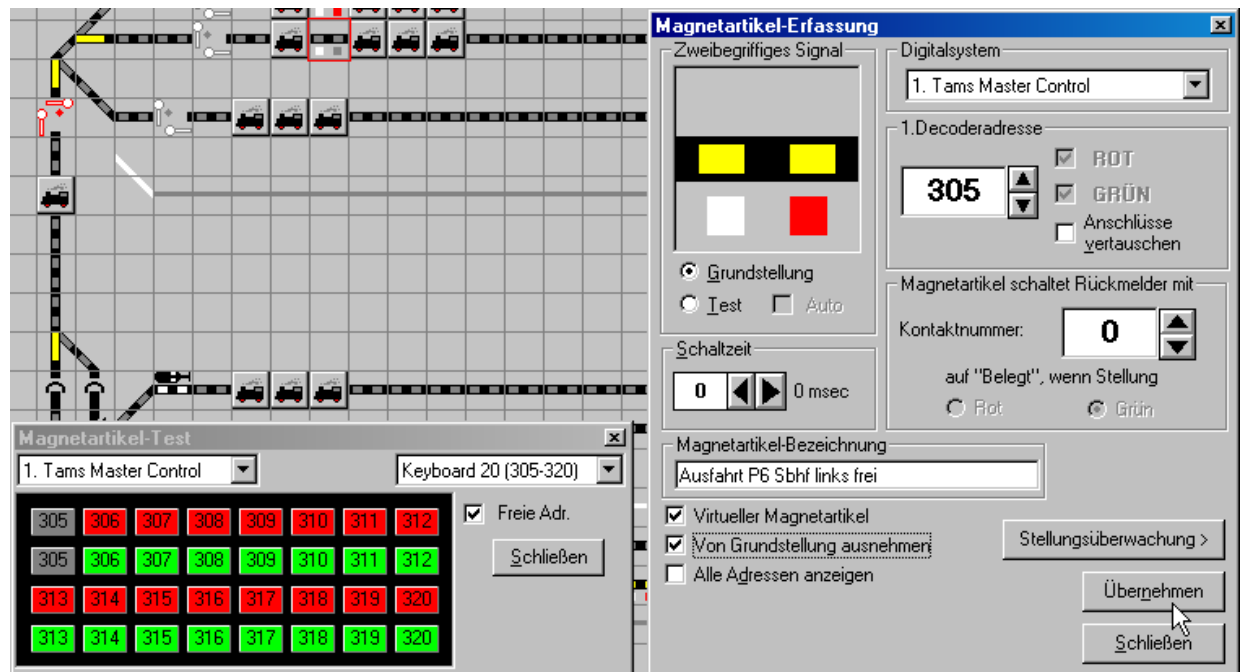 Magnetartikel-Erfassung
Zweibegriffiges Signal
Grundstellung
Test
Auto
Schaltzeit
0
0 msec
Digitalsystem
1. Tams Master Control
1.Decoderadresse
305
ROT
GRÜN
Anschlüsse
vertauschen
Magnetartikel schaltet Rückmelder mit
Kontaktnummer:
0
auf "Belegt", wenn Stellung
Rot
Grün
Magnetartikel-Bezeichnung
Ausfahrt P6 Sbhf links frei
Virtueller Magnetartikel
Von Grundstellung ausnehmen
Alle Adressen anzeigen
Stellungsüberwachung >
Übernehmen
Schließen
Magnetartikel-Test
1. Tams Master Control
Keyboard 20 (305-320)
305 306 307 308 309 310 311 312
305 306 307 308 309 310 311 312
313 314 315 316 317 318 319 320
313 314 315 316 317 318 319 320
Freie Adr.
Schließen